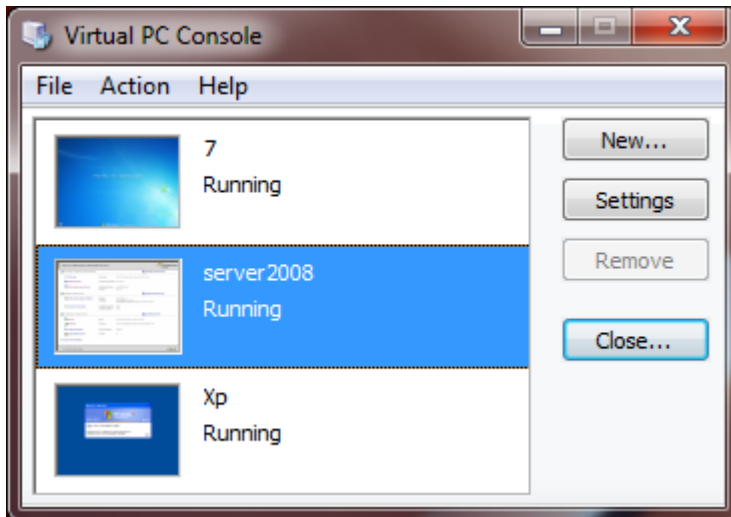 Virtual PC Console
File Action Help
7
Running
server2008
Running
Xp
Running
New...
Settings
Remove
Close...